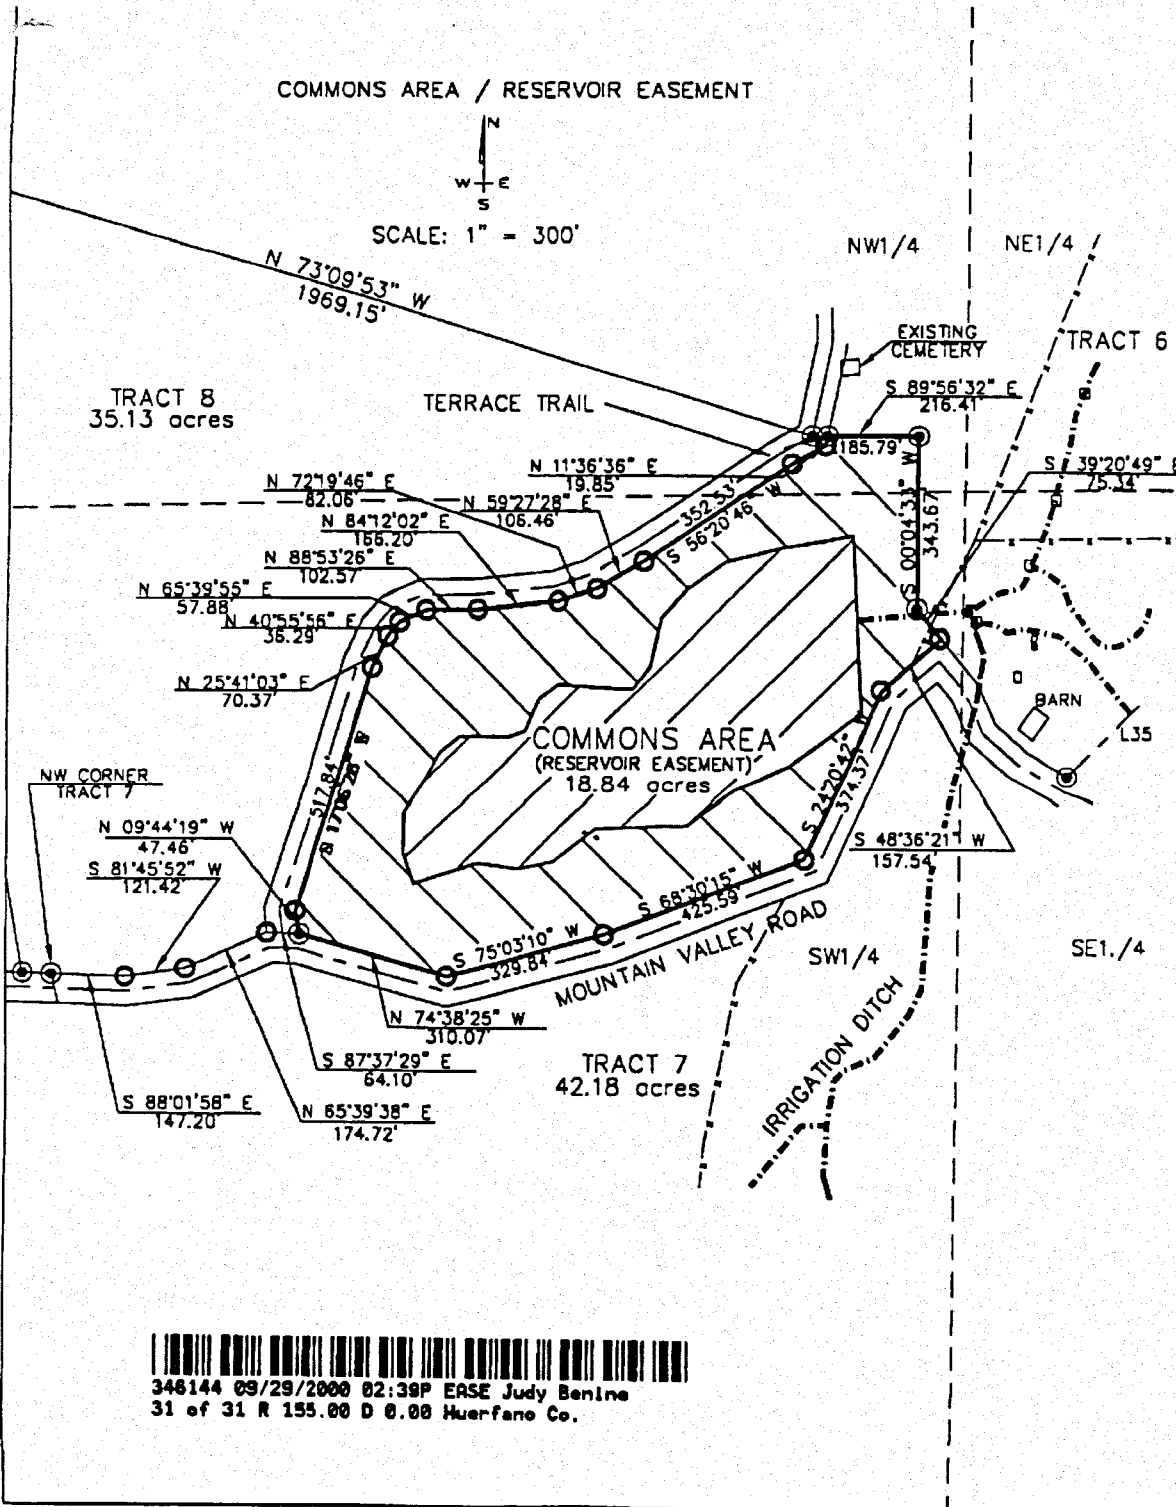 COMMONS AREA / RESERVOIR EASEMENT
N
W E
S
SCALE: 1" = 300'
N 73°09'53" W
1969.15'
NW1/4
NE1/4
EXISTING
CEMETERY
TRACT 6
TRACT 8
35.13 acres
TERRACE TRAIL
S 89°56'32" E
216.41'
185.79'
N 11°36'36" E
19.85'
S 39°20'49" E
75.34'
N 72°19'46" E
82.06'
N 59°27'28" E
106.46'
352.53'
S 56°20'46" W
S 00°04'33" W
343.67'
N 84°12'02" E
166.20'
N 88°53'26" E
102.57'
N 65°39'55" E
57.88'
N 40°55'56" E
36.29'
N 25°41'03" E
70.37'
517.84'
S 17°06'28" W
COMMONS AREA
(RESERVOIR EASEMENT)
18.84 acres
BARN
L35
NW CORNER
TRACT 7
N 09°44'19" W
47.46'
S 81°45'52" W
121.42'
S 24°20'42" W
374.37'
S 48°36'21" W
157.54'
S 68°30'15" W
425.59'
S 75°03'10" W
329.84'
MOUNTAIN VALLEY ROAD
SW1/4
SE1./4
N 74°38'25" W
310.07'
IRRIGATION DITCH
S 87°37'29" E
64.10'
TRACT 7
42.18 acres
S 88°01'58" E
147.20'
N 65°39'38" E
174.72'
346144 09/29/2000 02:39P EASE Judy Benine
31 of 31 R 155.00 D 0.00 Huerfano Co.